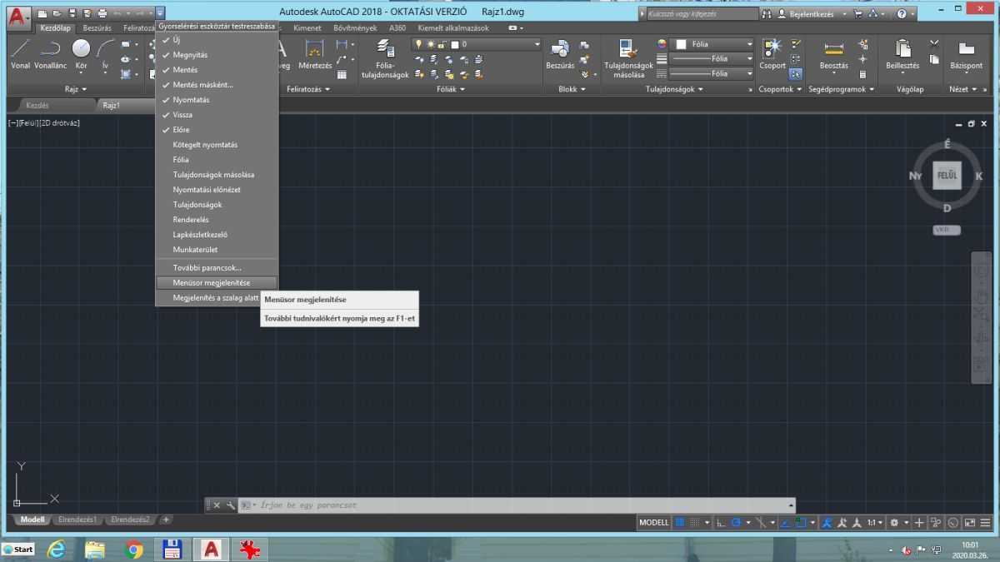 Autodesk AutoCAD 2018 - OKTATÁSI VERZIÓ Rajz1.dwg
Kulcsszó vagy kifejezés
Bejelentkezés
Kezdőlap Beszúrás Feliratozá
Kimenet Bővítmények A360 Kiemelt alkalmazások
Gyorselérési eszköztár testreszabása
Új
Megnyitás
Mentés
Mentés másként...
Nyomtatás
Vissza
Előre
Kötegelt nyomtatás
Fólia
Tulajdonságok másolása
Nyomtatási előnézet
Tulajdonságok
Renderelés
Lapkészletkezelő
Munkaterület
További parancsok...
Menüsor megjelenítése
Megjelenítés a szalag alatt
Menüsor megjelenítése
További tudnivalókért nyomja meg az F1-et
Vonal Vonallánc Kör Ív
Rajz
veg Méretezés
Feliratozás
0
Fólia-
tulajdonságok
Fóliák
Beszúrás
Blokk
Tulajdonságok
másolása
Fólia
Fólia
Fólia
Tulajdonságok
Csoport
Csoportok
Beosztás
Segédprogramok
Beillesztés
Vágólap
Bázispont
Nézet
Kezdés Rajz1
[−][Felül][2D drótváz]
É
NY FELÜL K
D
VKR
Y
X
Írjon be egy parancsot
Modell Elrendezés1 Elrendezés2 +
MODELL 1:1
Start
10:01
2020.03.26.